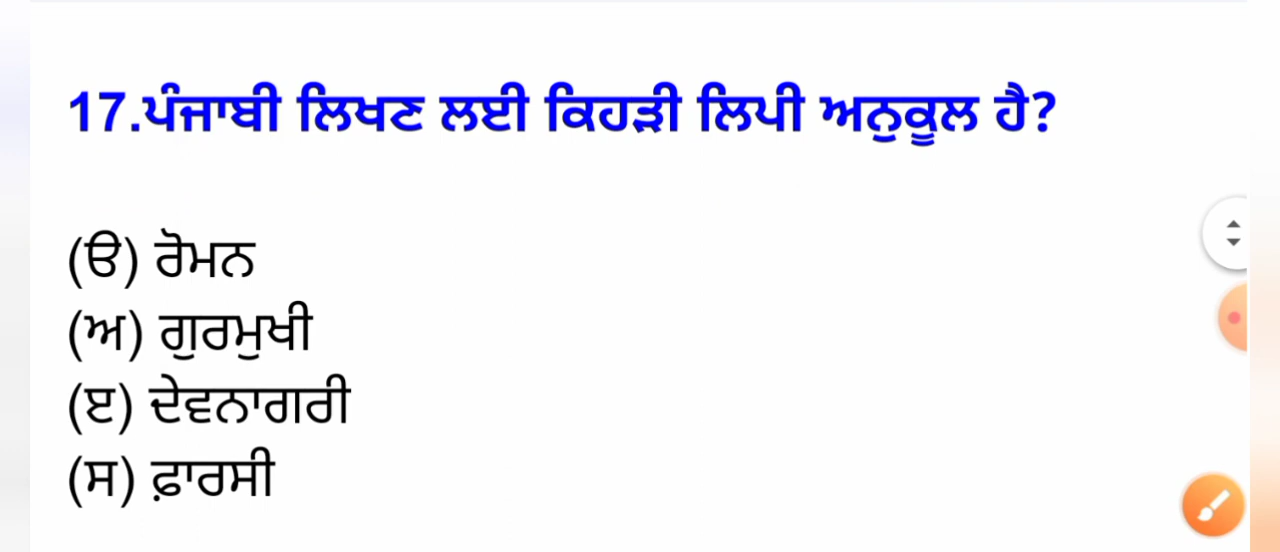 17.ਪੰਜਾਬੀ ਲਿਖਣ ਲਈ ਕਿਹੜੀ ਲਿਪੀ ਅਨੁਕੂਲ ਹੈ?
(ੳ) ਰੋਮਨ
(ਅ) ਗੁਰਮੁਖੀ
(ੲ) ਦੇਵਨਾਗਰੀ
(ਸ) ਫ਼ਾਰਸੀ